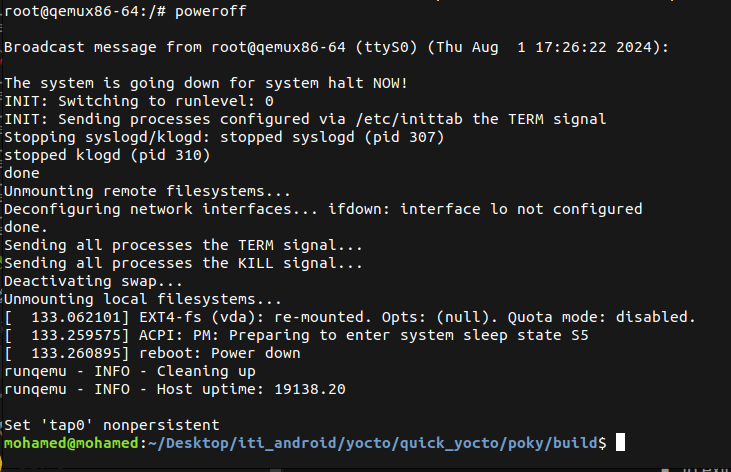 root@qemux86-64:/# poweroff
Broadcast message from root@qemux86-64 (ttyS0) (Thu Aug  1 17:26:22 2024):
The system is going down for system halt NOW!
INIT: Switching to runlevel: 0
INIT: Sending processes configured via /etc/inittab the TERM signal
Stopping syslogd/klogd: stopped syslogd (pid 307)
stopped klogd (pid 310)
done
Unmounting remote filesystems...
Deconfiguring network interfaces... ifdown: interface lo not configured
done.
Sending all processes the TERM signal...
Sending all processes the KILL signal...
Deactivating swap...
Unmounting local filesystems...
[  133.062101] EXT4-fs (vda): re-mounted. Opts: (null). Quota mode: disabled.
[  133.259575] ACPI: PM: Preparing to enter system sleep state S5
[  133.260895] reboot: Power down
runqemu - INFO - Cleaning up
runqemu - INFO - Host uptime: 19138.20
Set 'tap0' nonpersistent
mohamed@mohamed:~/Desktop/iti_android/yocto/quick_yocto/poky/build$